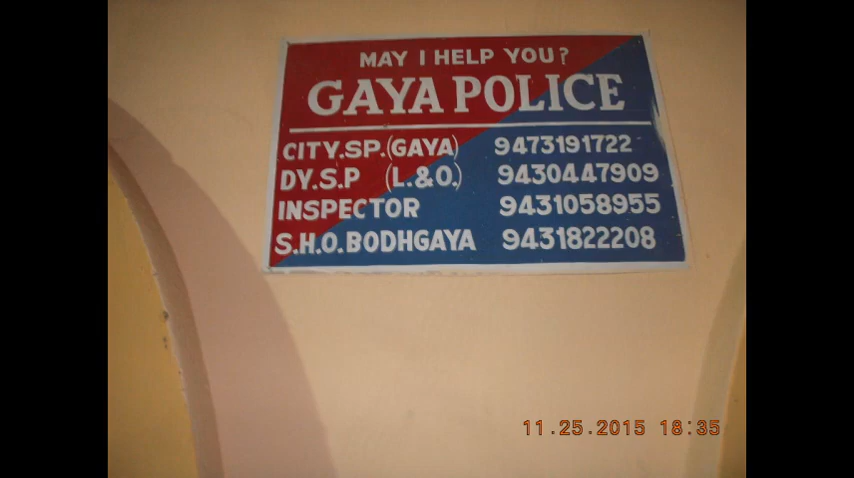 MAY I HELP YOU?
GAYA POLICE
CITY.SP.(GAYA) 9473191722
DY.S.P (L.&O.) 9430447909
INSPECTOR 9431058955
S.H.O.BODHGAYA 9431822208
11.25.2015 18:35